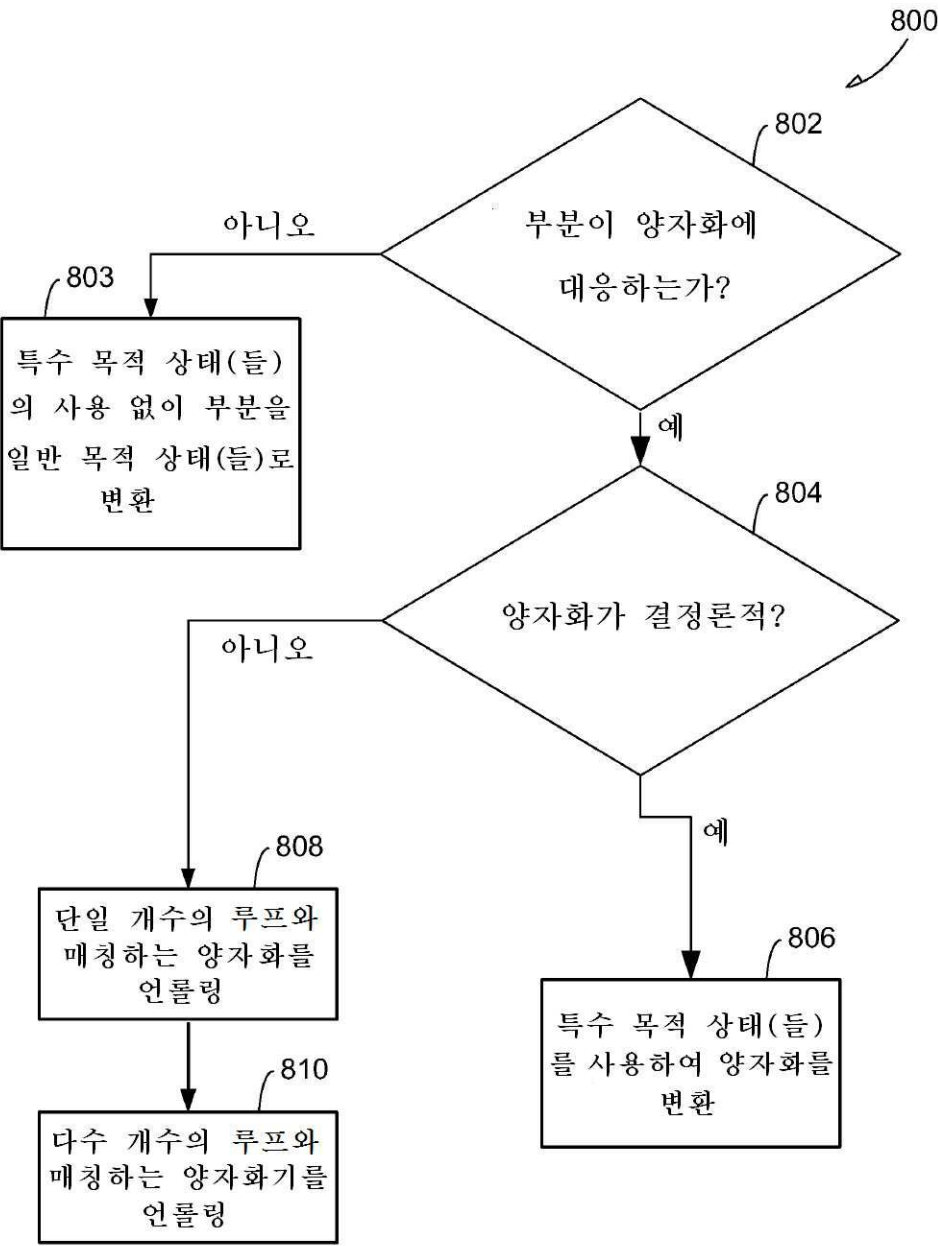 800
802
부분이 양자화에
대응하는가?
아니오
803
특수 목적 상태(들)
의 사용 없이 부분을
일반 목적 상태(들)로
변환
예
804
양자화가 결정론적?
아니오
예
808
단일 개수의 루프와
매칭하는 양자화를
언롤링
806
특수 목적 상태(들)
를 사용하여 양자화를
변환
810
다수 개수의 루프와
매칭하는 양자화기를
언롤링